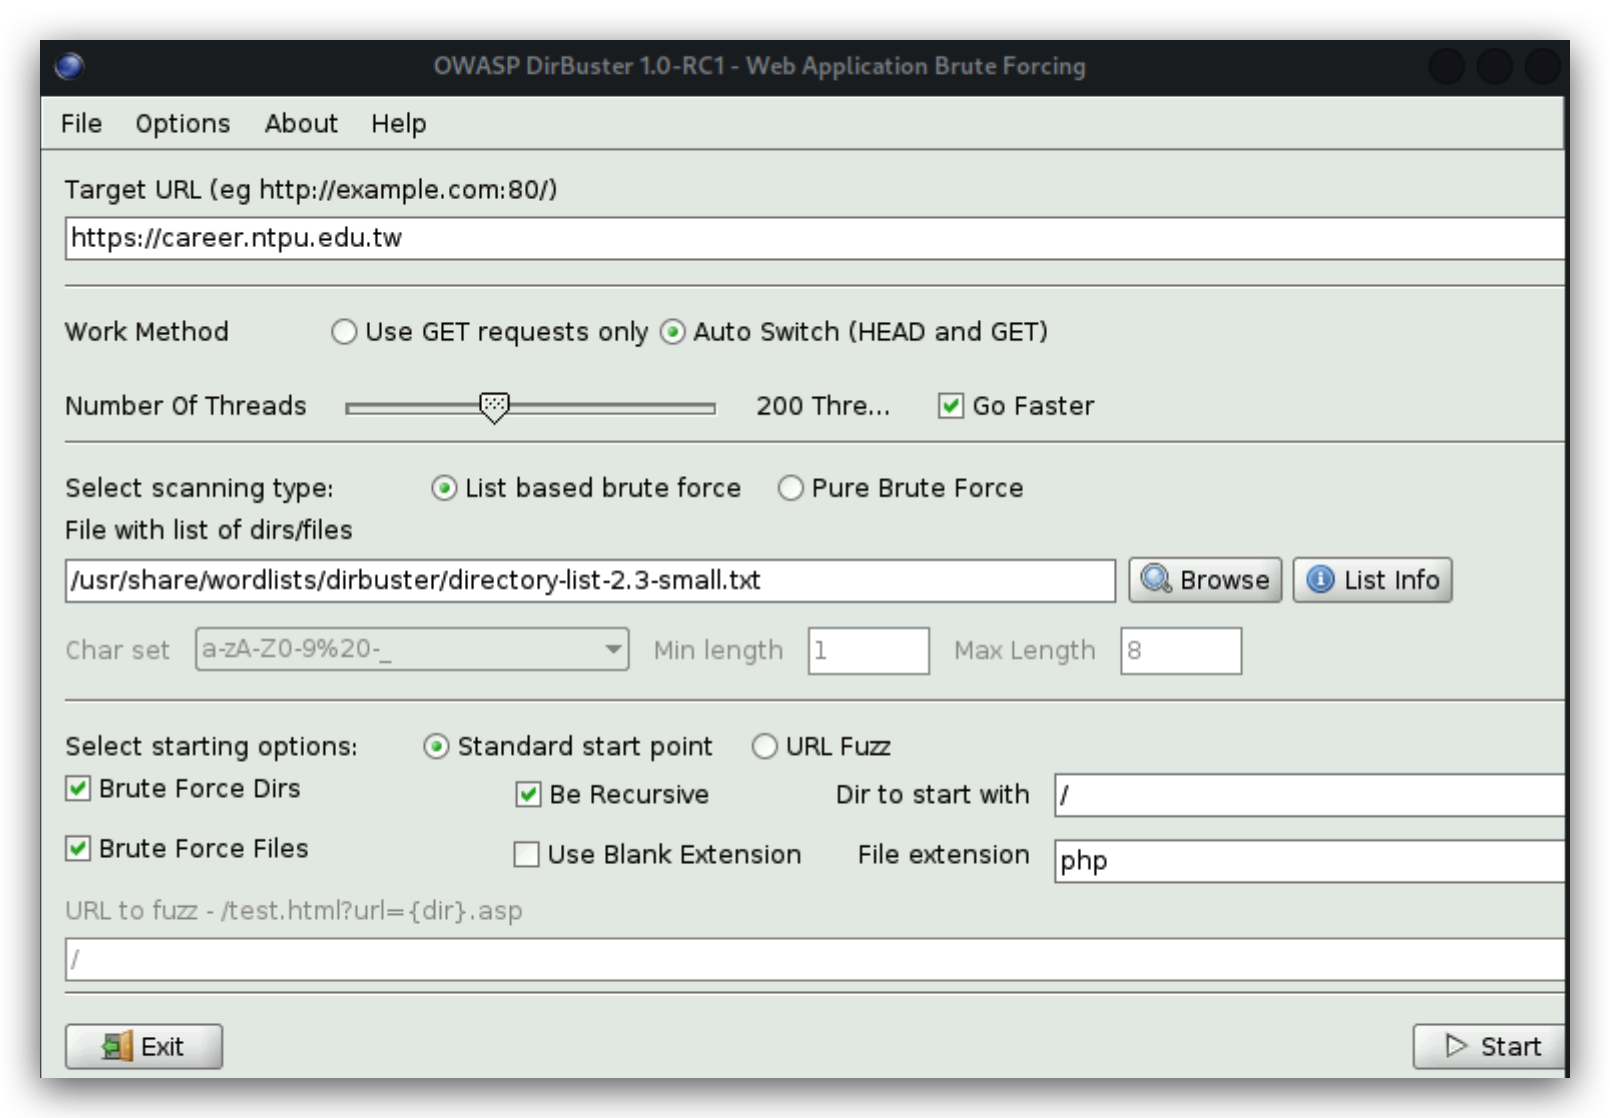 OWASP DirBuster 1.0-RC1 - Web Application Brute Forcing
File Options About Help
Target URL (eg http://example.com:80/)
https://career.ntpu.edu.tw
Work Method Use GET requests only Auto Switch (HEAD and GET)
Number Of Threads 200 Thre... Go Faster
Select scanning type: List based brute force Pure Brute Force
File with list of dirs/files
/usr/share/wordlists/dirbuster/directory-list-2.3-small.txt Browse List Info
Char set a-zA-Z0-9%20-_ Min length 1 Max Length 8
Select starting options: Standard start point URL Fuzz
Brute Force Dirs Be Recursive Dir to start with /
Brute Force Files Use Blank Extension File extension php
URL to fuzz - /test.html?url={dir}.asp
/
Exit Start